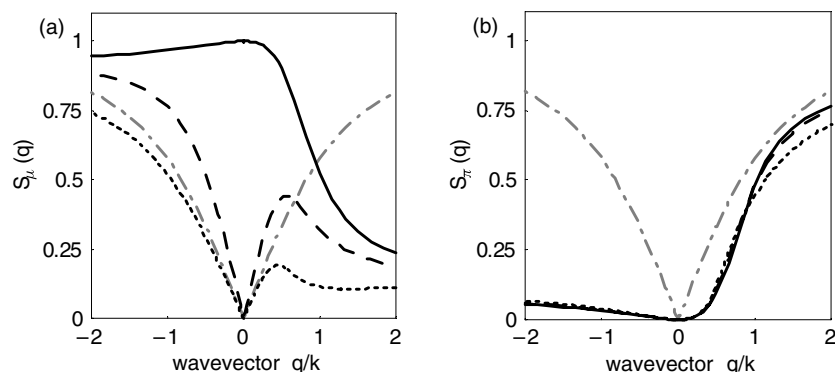 (a)
1
0.75
0.5
0.25
0
S_μ (q)
−2 −1 0 1 2
wavevector q/k
(b)
1
0.75
0.5
0.25
0
S_π (q)
−2 −1 0 1 2
wavevector q/k